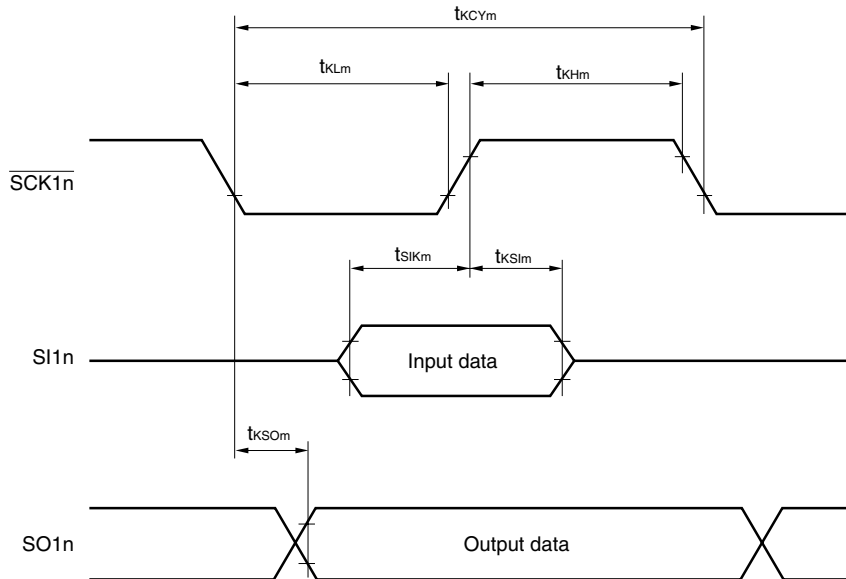 tKCYm
tKLm
tKHm
SCK1n
tSIKm
tKSIm
SI1n
Input data
tKSOm
SO1n
Output data